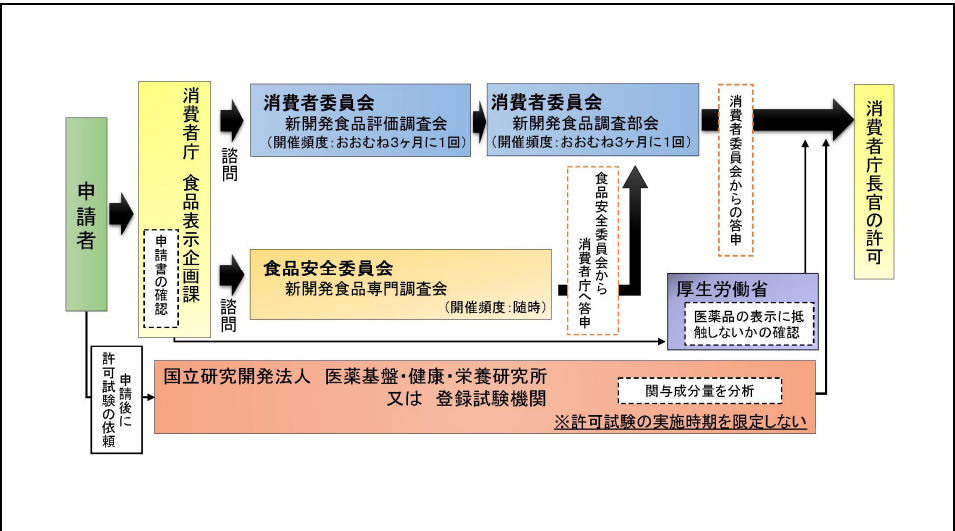 申請者
消費者庁 食品表示企画課
申請書の確認
諮問
消費者委員会
新開発食品評価調査会
(開催頻度:おおむね3ヶ月に1回)
消費者委員会
新開発食品調査部会
(開催頻度:おおむね3ヶ月に1回)
消費者委員会からの答申
消費者庁長官の許可
諮問
食品安全委員会
新開発食品専門調査会
(開催頻度:随時)
食品安全委員会から
消費者庁へ答申
厚生労働省
医薬品の表示に抵
触しないかの確認
申請後に
許可試験の依頼
国立研究開発法人 医薬基盤・健康・栄養研究所
又は 登録試験機関
関与成分量を分析
※許可試験の実施時期を限定しない